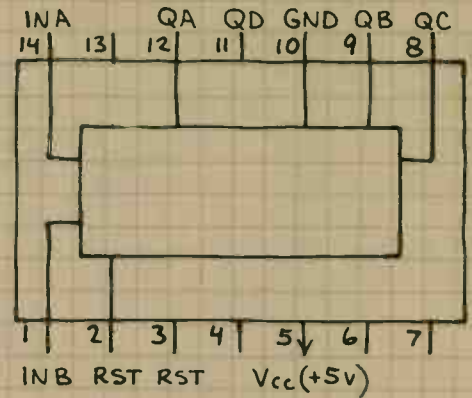 INA QA QD GND QB QC
14 13 12 11 10 9 8
1 2 3 4 5 6 7
INB RST RST Vcc (+5v)